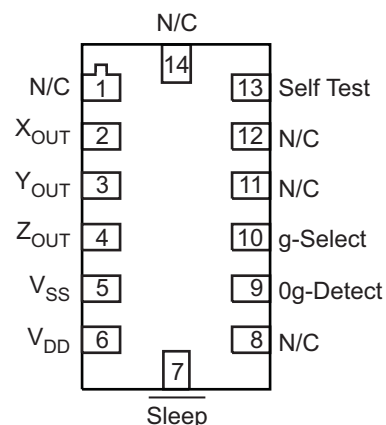 N/C
14
N/C 1 13 Self Test
XOUT 2 12 N/C
YOUT 3 11 N/C
ZOUT 4 10 g-Select
VSS 5 9 0g-Detect
VDD 6 8 N/C
7
Sleep